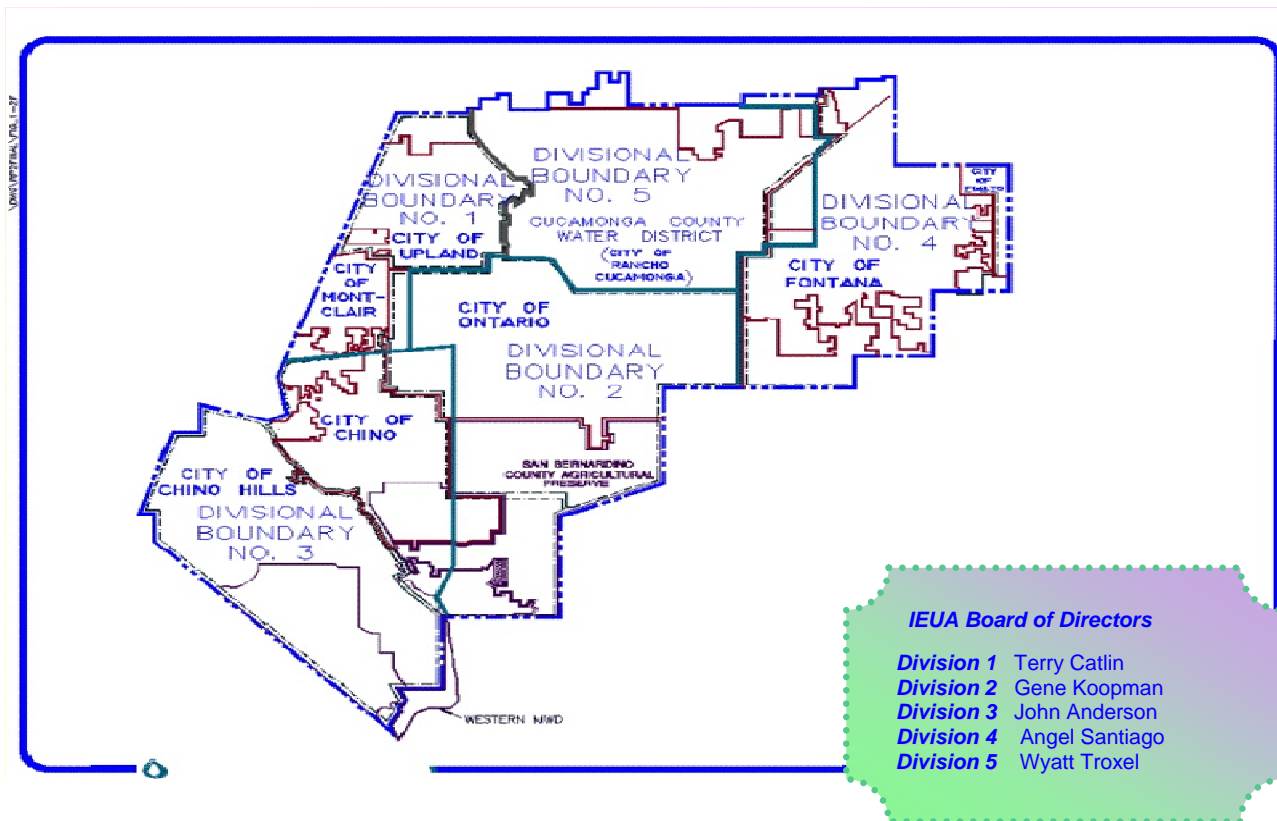 DIVISIONAL
BOUNDARY
NO. 1
CITY OF
UPLAND
DIVISIONAL
BOUNDARY
NO. 5
CUCAMONGA COUNTY
WATER DISTRICT
(CITY OF
RANCHO
CUCAMONGA)
DIVISIONAL
BOUNDARY
NO. 4
CITY OF
FONTANA
CITY
OF
CITY
OF
MONT-
CLAIR
CITY OF
ONTARIO
DIVISIONAL
BOUNDARY
NO. 2
CITY OF
CHINO
SAN BERNARDINO
COUNTY AGRICULTURAL
PRESERVE
CITY OF
CHINO HILLS
DIVISIONAL
BOUNDARY
NO. 3
WESTERN MWD
IEUA Board of Directors
Division 1 Terry Catlin
Division 2 Gene Koopman
Division 3 John Anderson
Division 4 Angel Santiago
Division 5 Wyatt Troxel